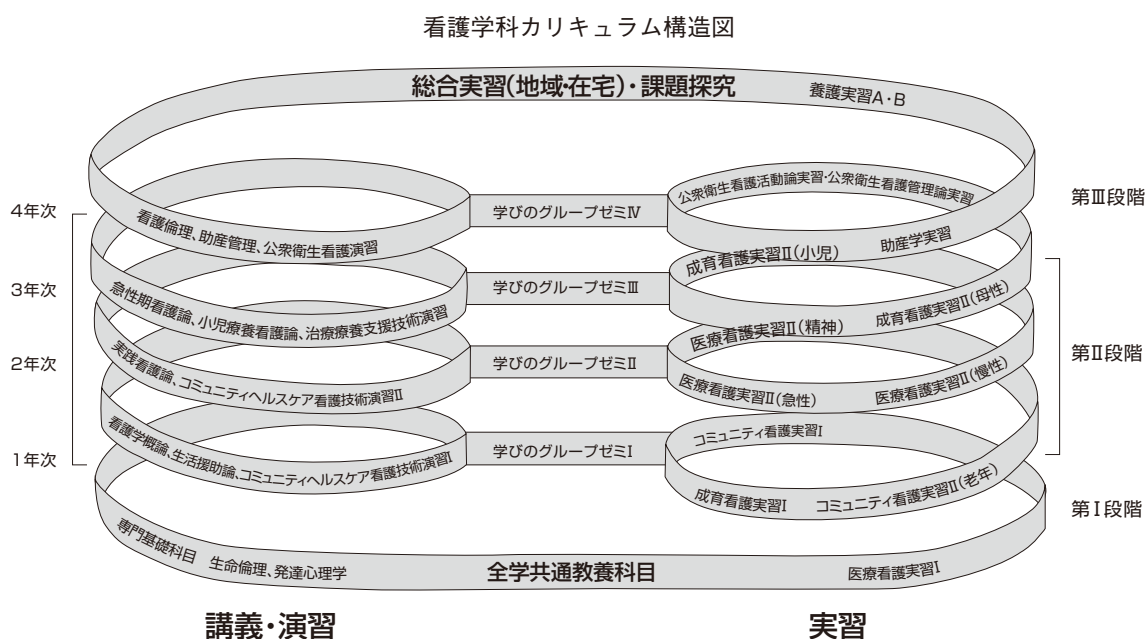 看護学科カリキュラム構造図
総合実習(地域・在宅)・課題探究
養護実習A・B
公衆衛生看護活動論実習・公衆衛生看護管理論実習
4年次
学びのグループゼミⅣ
第Ⅲ段階
看護倫理、助産管理、公衆衛生看護演習
成育看護実習Ⅱ(小児)
助産学実習
3年次
学びのグループゼミⅢ
急性期看護論、小児療養看護論、治療療養支援技術演習
医療看護実習Ⅱ(精神)
成育看護実習Ⅱ(母性)
2年次
学びのグループゼミⅡ
第Ⅱ段階
実践看護論、コミュニティヘルスケア看護技術演習Ⅱ
医療看護実習Ⅱ(急性)
医療看護実習Ⅱ(慢性)
コミュニティ看護実習Ⅰ
1年次
学びのグループゼミⅠ
看護学概論、生活援助論、コミュニティヘルスケア看護技術演習Ⅰ
成育看護実習Ⅰ
コミュニティ看護実習Ⅱ(老年)
第Ⅰ段階
専門基礎科目
生命倫理、発達心理学
全学共通教養科目
医療看護実習Ⅰ
講義・演習
実習